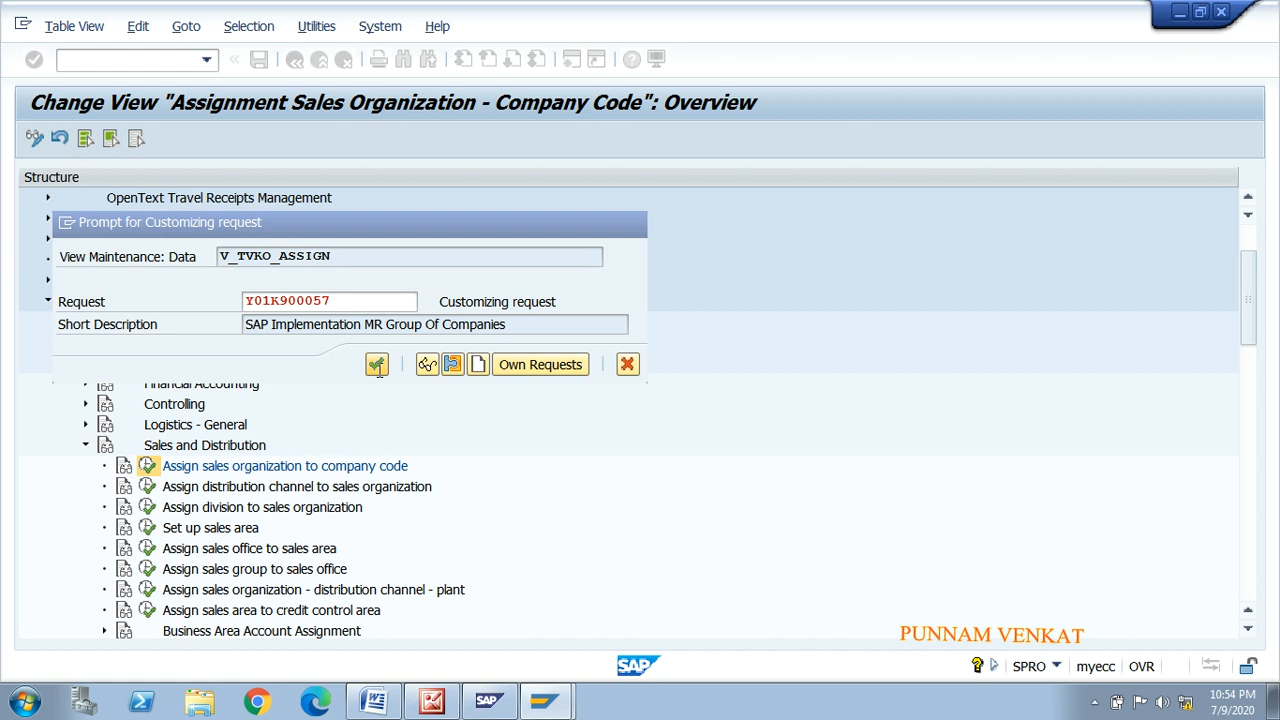 Table View Edit Goto Selection Utilities System Help
Change View "Assignment Sales Organization - Company Code": Overview
Structure
OpenText Travel Receipts Management
Prompt for Customizing request
View Maintenance: Data V_TVKO_ASSIGN
Request Y01K900057 Customizing request
Short Description SAP Implementation MR Group Of Companies
Own Requests
Financial Accounting
Controlling
Logistics - General
Sales and Distribution
Assign sales organization to company code
Assign distribution channel to sales organization
Assign division to sales organization
Set up sales area
Assign sales office to sales area
Assign sales group to sales office
Assign sales organization - distribution channel - plant
Assign sales area to credit control area
Business Area Account Assignment
PUNNAM VENKAT
SAP SPRO myecc OVR
SAP 10:54 PM
7/9/2020